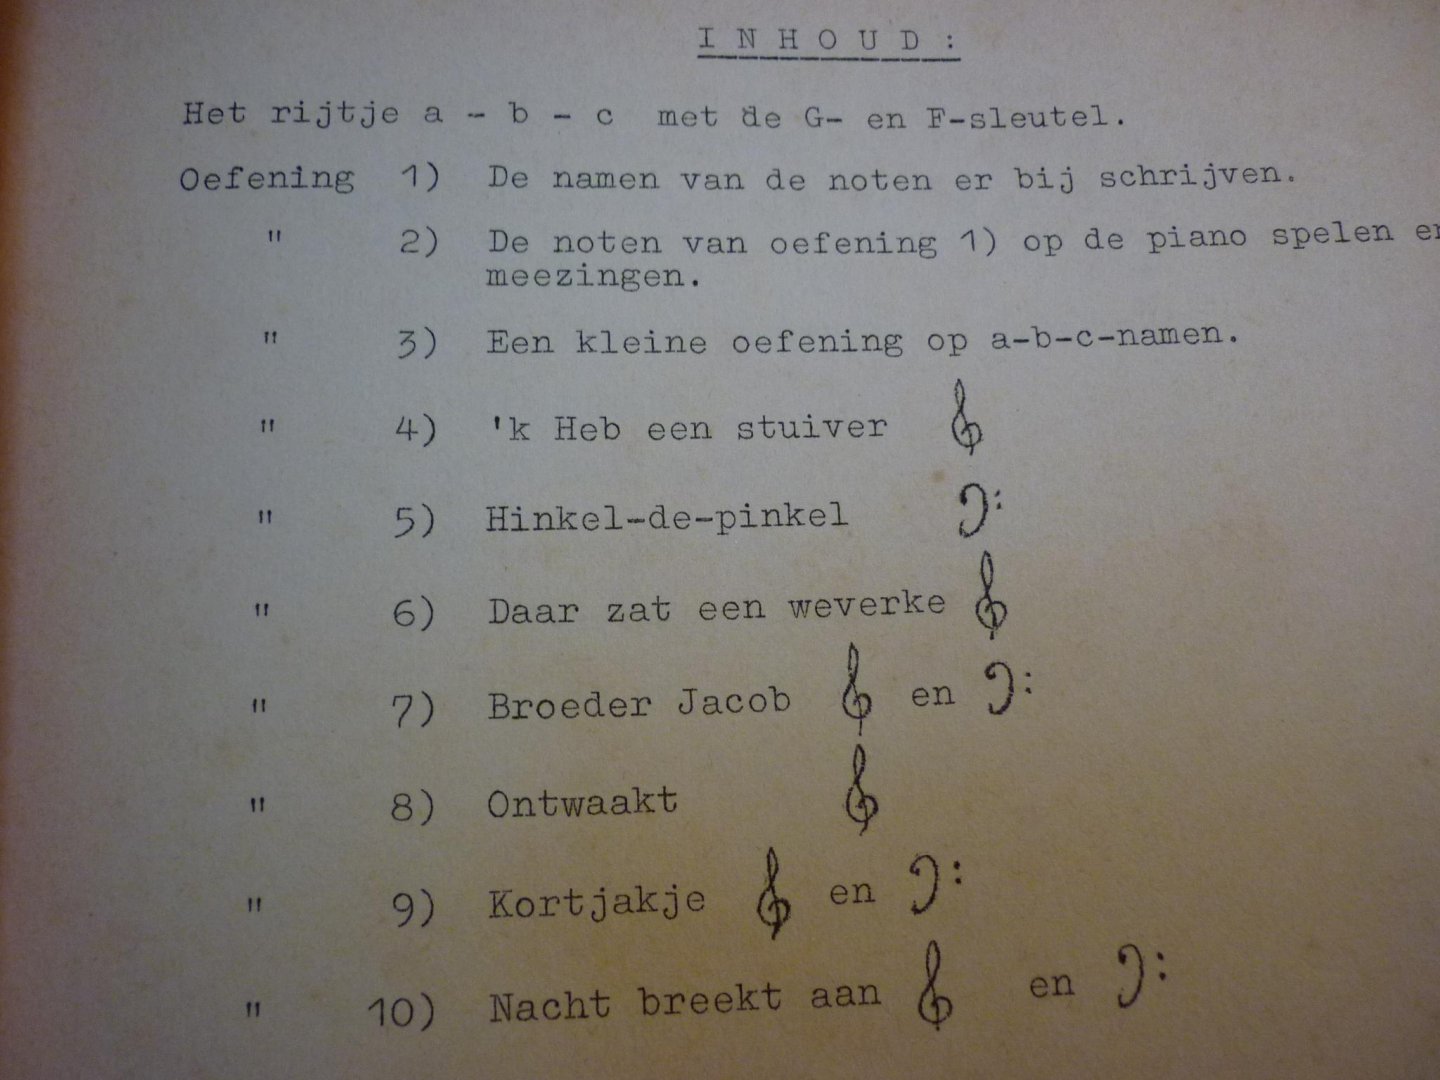 I N H O U D :
Het rijtje a - b - c met de G- en F-sleutel.
Oefening 1) De namen van de noten er bij schrijven.
" 2) De noten van oefening 1) op de piano spelen en
meezingen.
" 3) Een kleine oefening op a-b-c-namen.
" 4) 'k Heb een stuiver 𝄞
" 5) Hinkel-de-pinkel 𝄢
" 6) Daar zat een weverke 𝄞
" 7) Broeder Jacob 𝄞 en 𝄢
" 8) Ontwaakt 𝄞
" 9) Kortjakje 𝄞 en 𝄢
" 10) Nacht breekt aan 𝄞 en 𝄢